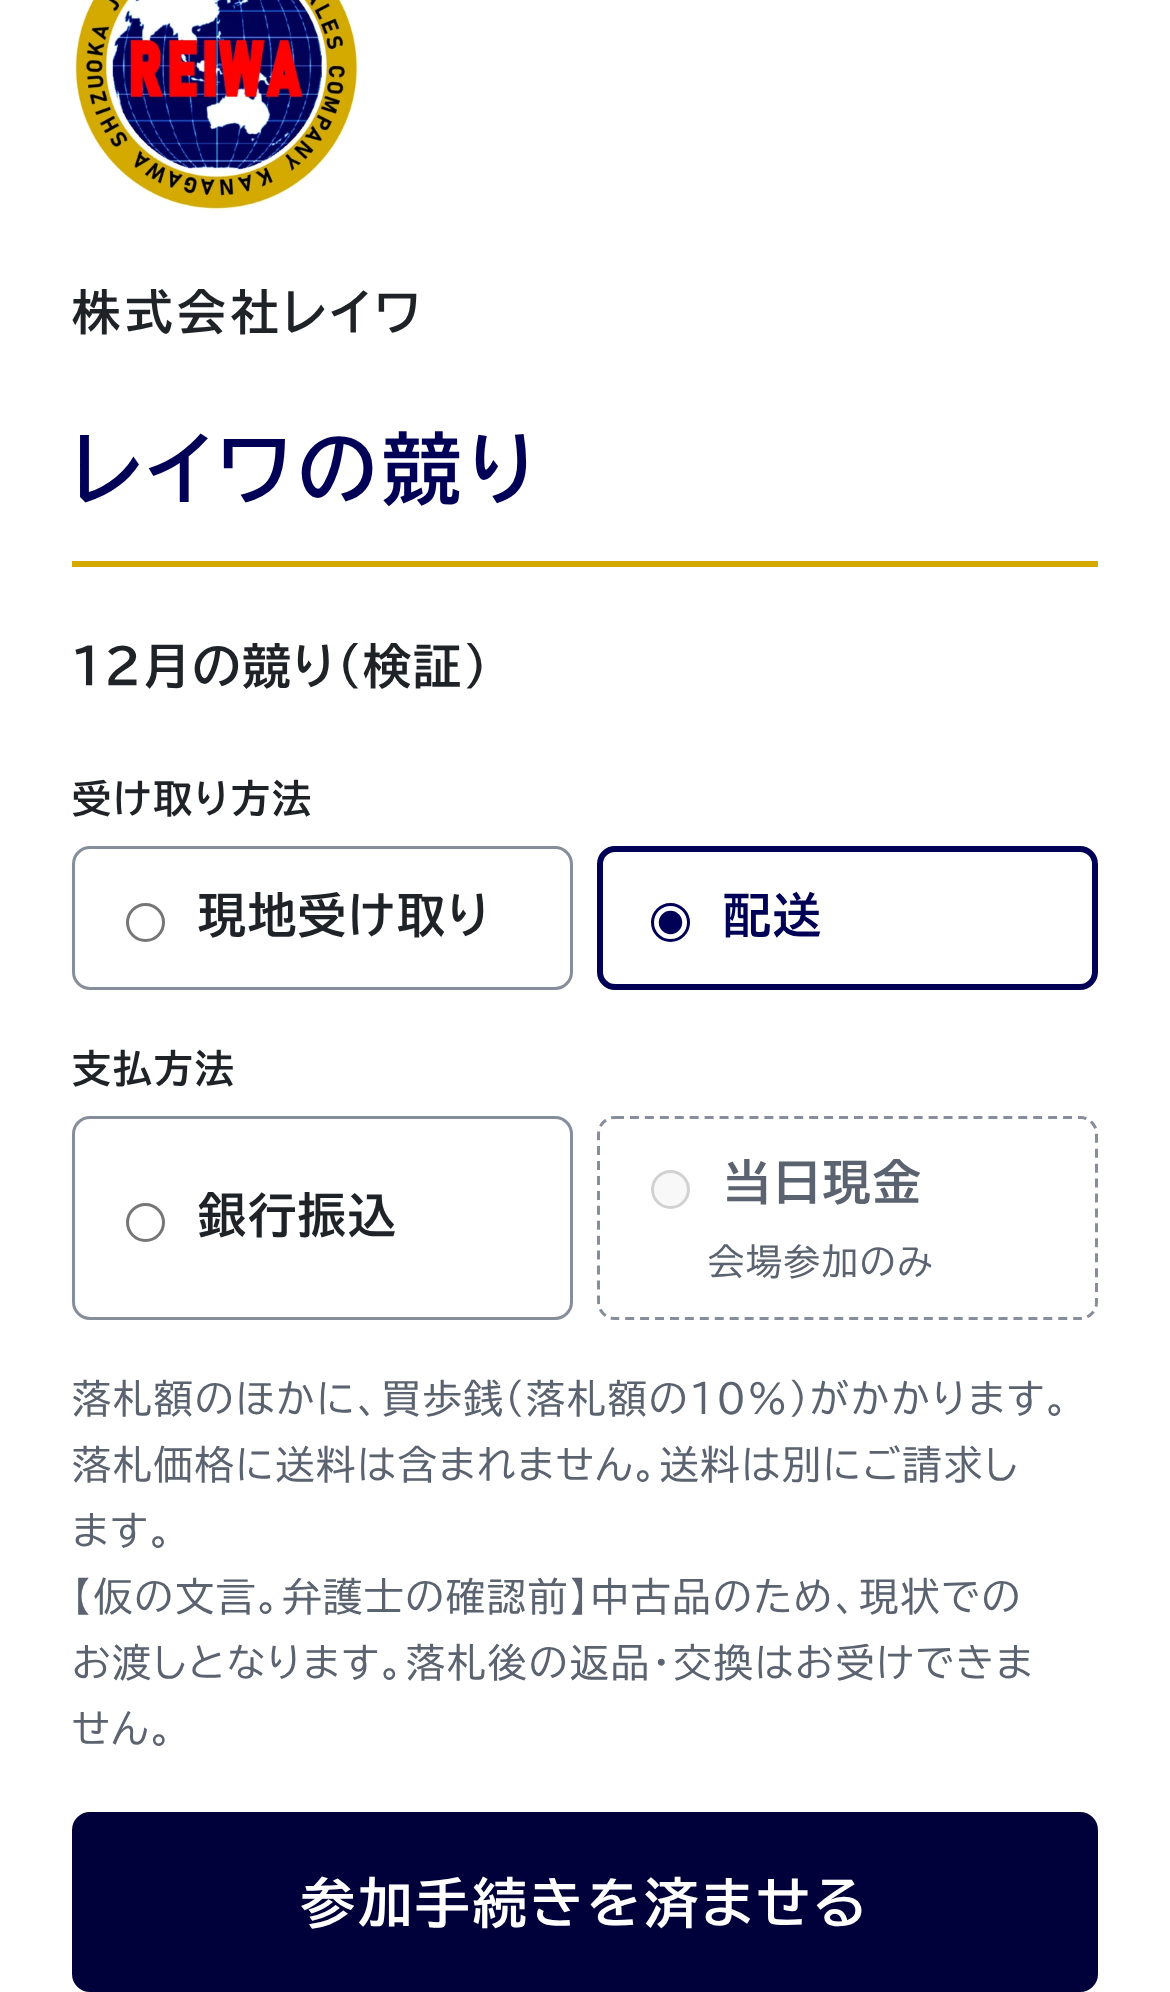 REIWA
SHIZUOKA
ALES COMPANY KANAGAWA
株式会社レイワ
レイワの競り
12月の競り（検証）
受け取り方法
現地受け取り
配送
支払方法
銀行振込
当日現金
会場参加のみ
落札額のほかに、買歩銭（落札額の10%）がかかります。
落札価格に送料は含まれません。送料は別にご請求し
ます。
【仮の文言。弁護士の確認前】中古品のため、現状での
お渡しとなります。落札後の返品・交換はお受けできま
せん。
参加手続きを済ませる